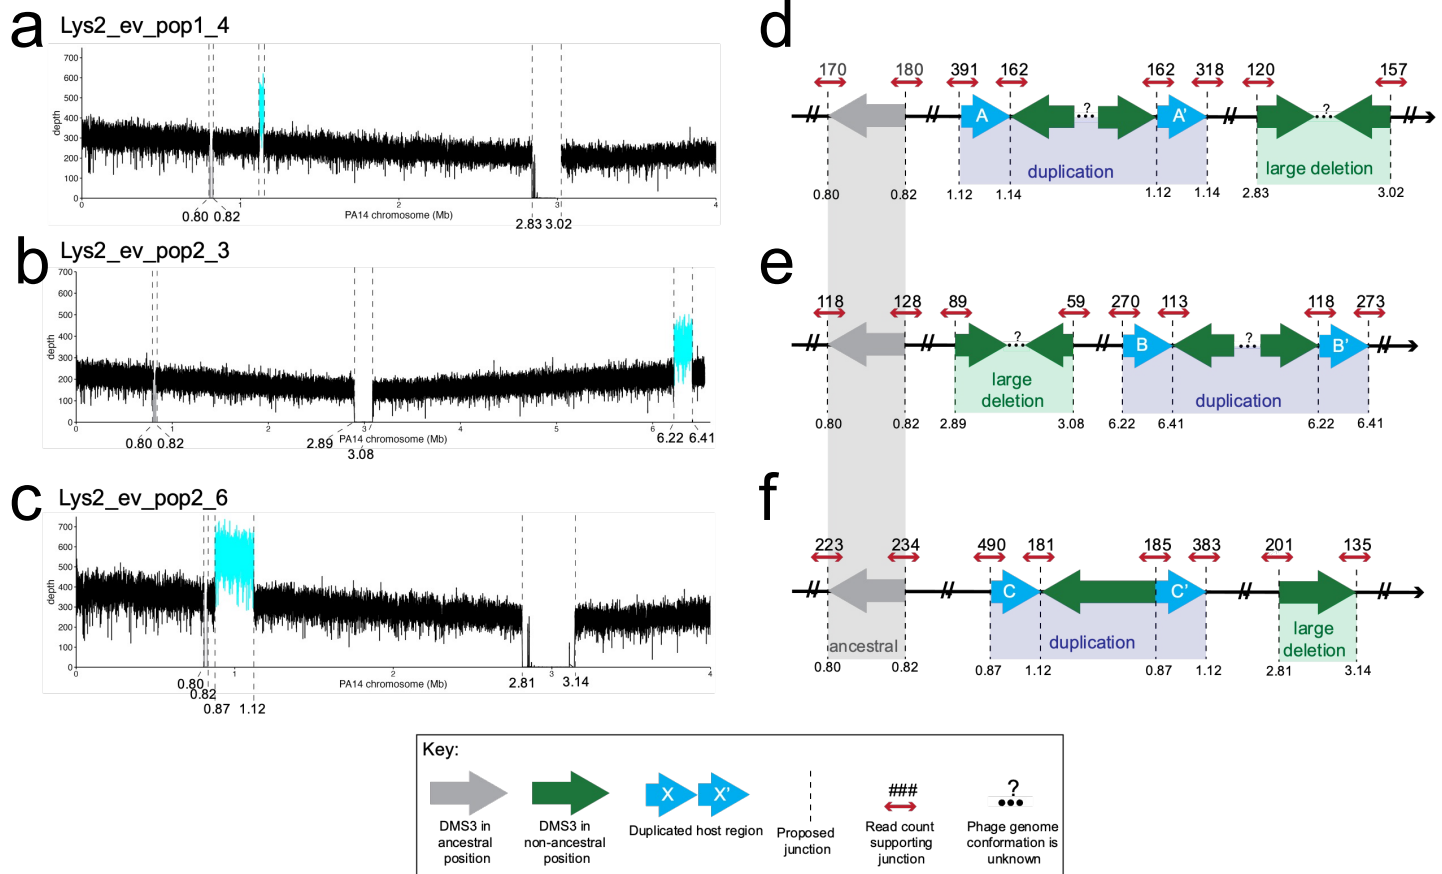 a
Lys2_ev_pop1_4
700
600
500
400
300
200
100
0
depth
0
1
2
3
4
PA14 chromosome (Mb)
0.80 0.82
2.83 3.02
b
Lys2_ev_pop2_3
700
600
500
400
300
200
100
0
depth
0
1
2
3
4
5
6
PA14 chromosome (Mb)
0.80 0.82
2.89
3.08
6.22 6.41
c
Lys2_ev_pop2_6
700
600
500
400
300
200
100
0
depth
0
1
2
3
4
PA14 chromosome (Mb)
0.80
0.82
0.87 1.12
2.81
3.14
d
170 180 391 162 162 318 120 157
A ? A' ?
duplication
large deletion
0.80 0.82 1.12 1.14 1.12 1.14 2.83 3.02
e
118 128 89 59 270 113 118 273
? B ? B'
large
deletion
duplication
0.80 0.82 2.89 3.08 6.22 6.41 6.22 6.41
f
223 234 490 181 185 383 201 135
C C'
ancestral
duplication
large
deletion
0.80 0.82 0.87 1.12 0.87 1.12 2.81 3.14
Key:
X X'
###
?
DMS3 in
ancestral
position
DMS3 in
non-ancestral
position
Duplicated host region
Proposed
junction
Read count
supporting
junction
Phage genome
conformation is
unknown